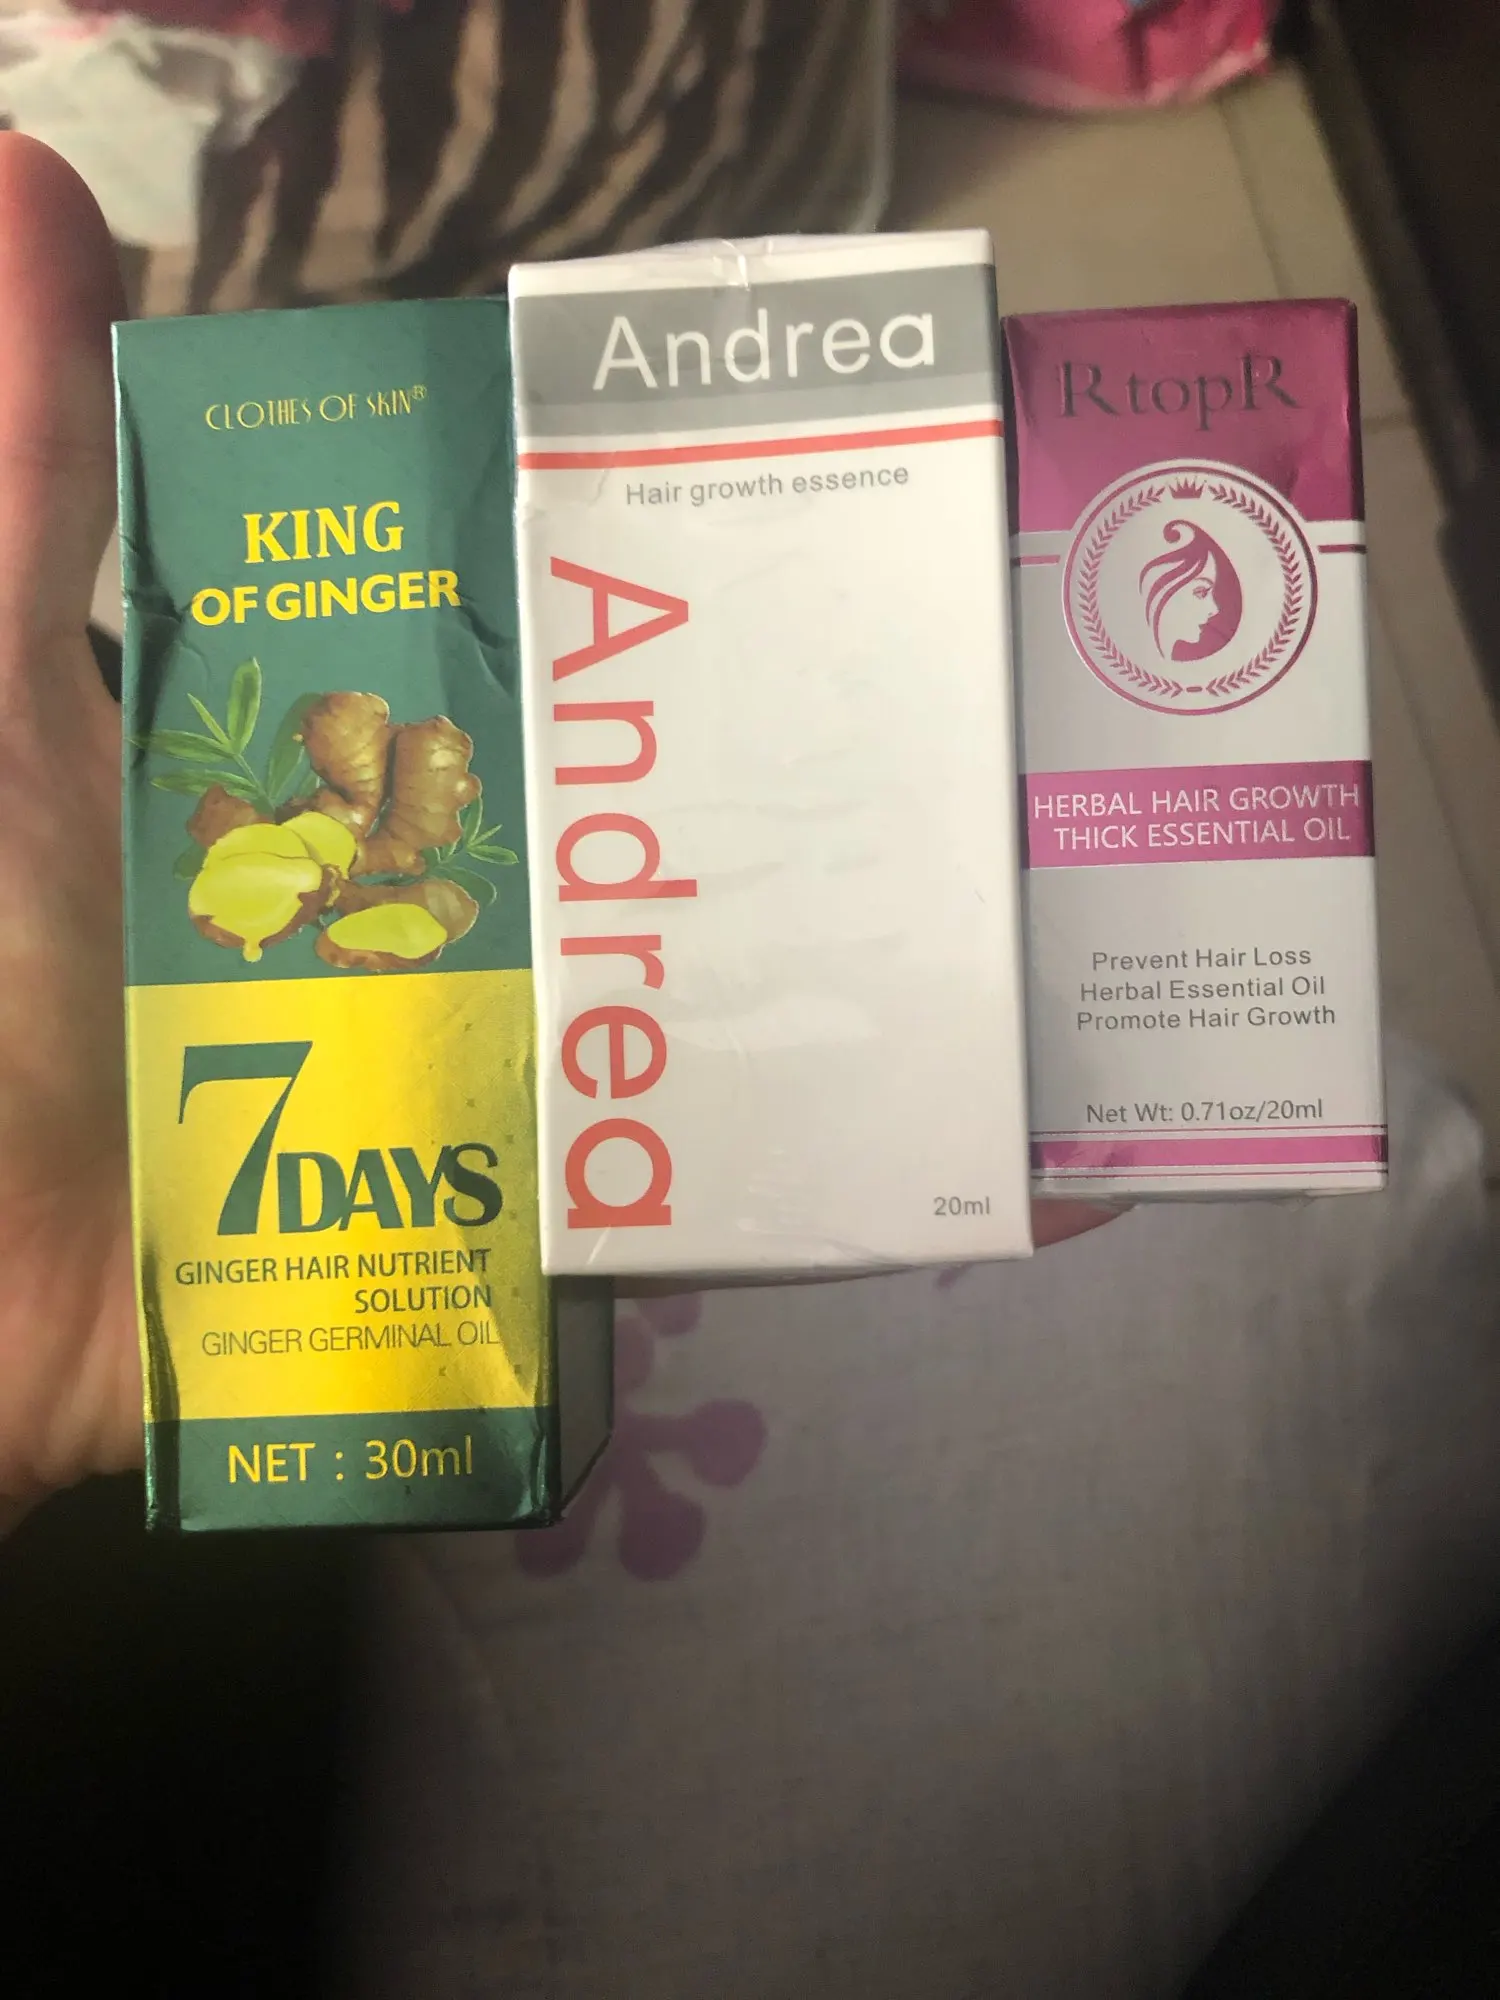 CLOTHES OF SKIN®
KING
OF GINGER
7 DAYS
GINGER HAIR NUTRIENT
SOLUTION
GINGER GERMINAL OIL
NET : 30ml
Andrea
Hair growth essence
Andrea
20ml
RtopR
HERBAL HAIR GROWTH
THICK ESSENTIAL OIL
Prevent Hair Loss
Herbal Essential Oil
Promote Hair Growth
Net Wt: 0.71oz/20ml